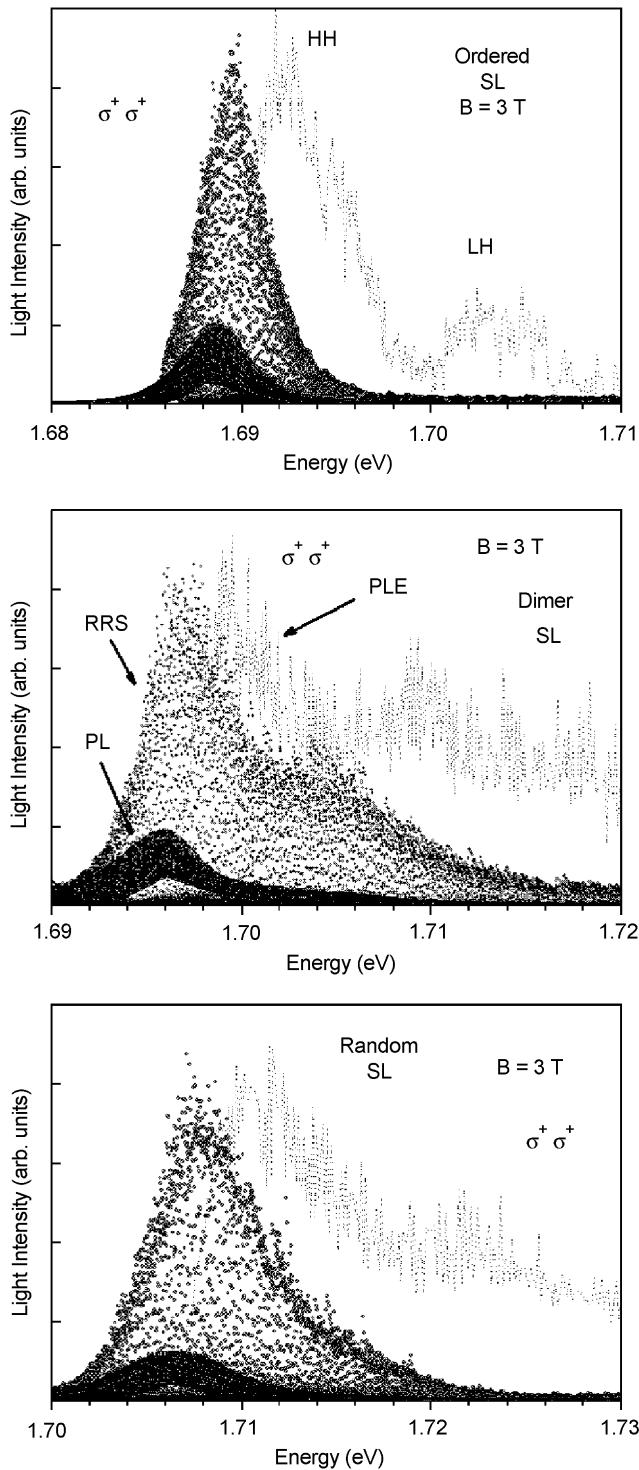 HH
Ordered
SL
B = 3 T
σ+ σ+
LH
Light Intensity (arb. units)
1.68
1.69
1.70
1.71
Energy (eV)
σ+ σ+
B = 3 T
PLE
Dimer
SL
RRS
PL
Light Intensity (arb. units)
1.69
1.70
1.71
1.72
Energy (eV)
Random
SL
B = 3 T
σ+ σ+
Light Intensity (arb. units)
1.70
1.71
1.72
1.73
Energy (eV)